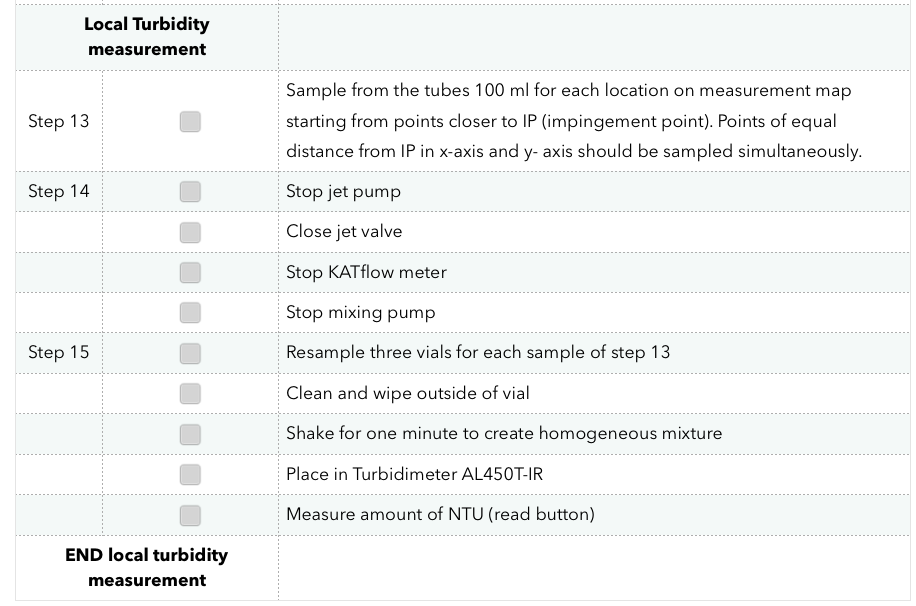 Local Turbidity
measurement
Step 13
Sample from the tubes 100 ml for each location on measurement map
starting from points closer to IP (impingement point). Points of equal
distance from IP in x-axis and y- axis should be sampled simultaneously.
Step 14
Stop jet pump
Close jet valve
Stop KATflow meter
Stop mixing pump
Step 15
Resample three vials for each sample of step 13
Clean and wipe outside of vial
Shake for one minute to create homogeneous mixture
Place in Turbidimeter AL450T-IR
Measure amount of NTU (read button)
END local turbidity
measurement